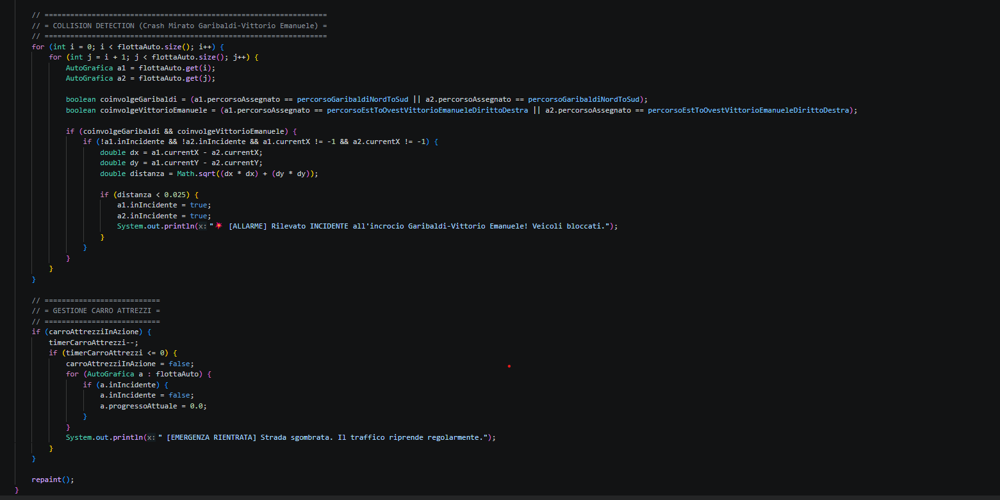 // ==================================================================
// = COLLISION DETECTION (Crash Mirato Garibaldi-Vittorio Emanuele) =
// ==================================================================
for (int i = 0; i < flottaAuto.size(); i++) {
    for (int j = i + 1; j < flottaAuto.size(); j++) {
        AutoGrafica a1 = flottaAuto.get(i);
        AutoGrafica a2 = flottaAuto.get(j);

        boolean coinvolgeGaribaldi = (a1.percorsoAssegnato == percorsoGaribaldiNordToSud || a2.percorsoAssegnato == percorsoGaribaldiNordToSud);
        boolean coinvolgeVittorioEmanuele = (a1.percorsoAssegnato == percorsoEstToOvestVittorioEmanueleDirittoDestra || a2.percorsoAssegnato == percorsoEstToOvestVittorioEmanueleDirittoDestra);

        if (coinvolgeGaribaldi && coinvolgeVittorioEmanuele) {
            if (!a1.inIncidente && !a2.inIncidente && a1.currentX != -1 && a2.currentX != -1) {
                double dx = a1.currentX - a2.currentX;
                double dy = a1.currentY - a2.currentY;
                double distanza = Math.sqrt((dx * dx) + (dy * dy));

                if (distanza < 0.025) {
                    a1.inIncidente = true;
                    a2.inIncidente = true;
                    System.out.println(x: "💥 [ALLARME] Rilevato INCIDENTE all'incrocio Garibaldi-Vittorio Emanuele! Veicoli bloccati.");
                }
            }
        }
    }
}

// ===========================
// = GESTIONE CARRO ATTREZZI =
// ===========================
if (carroAttrezziInAzione) {
    timerCarroAttrezzi--;
    if (timerCarroAttrezzi <= 0) {
        carroAttrezziInAzione = false;
        for (AutoGrafica a : flottaAuto) {
            if (a.inIncidente) {
                a.inIncidente = false;
                a.progressoAttuale = 0.0;
            }
        }
        System.out.println(x: " [EMERGENZA RIENTRATA] Strada sgombrata. Il traffico riprende regolarmente.");
    }
}

repaint();
}